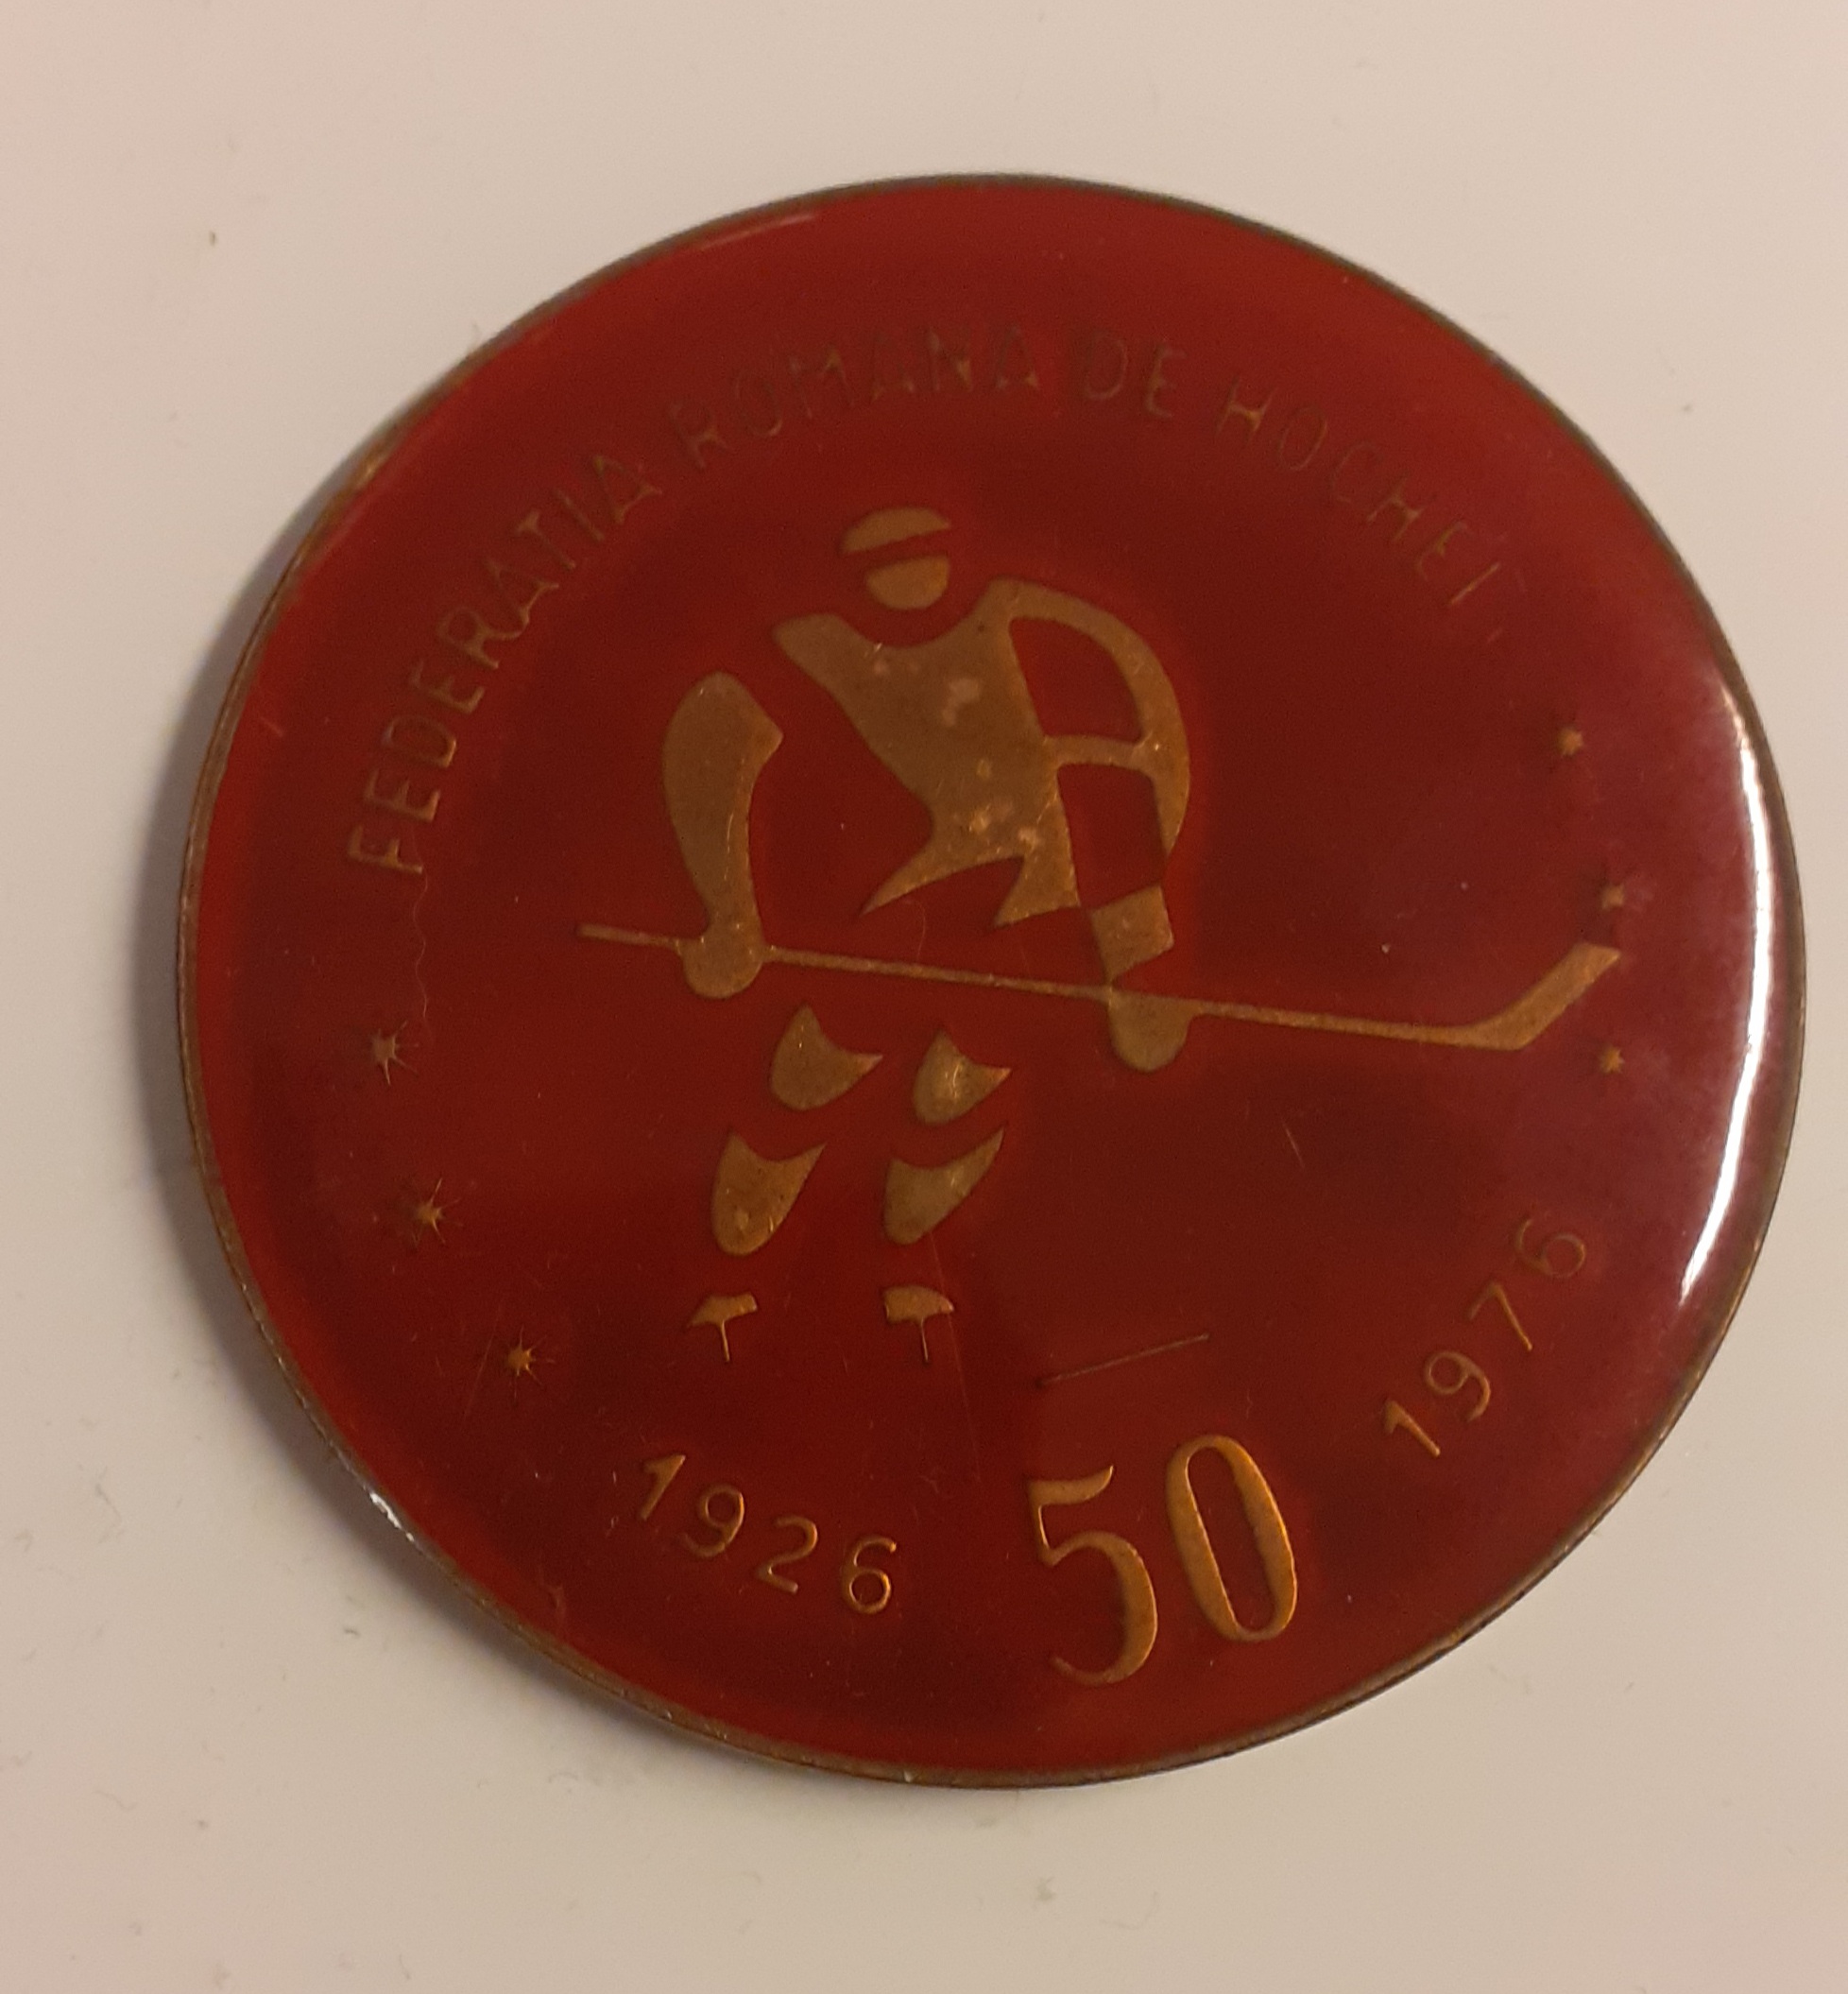 FEDERATIA ROMANA DE HOCHEI
1926 50 1976